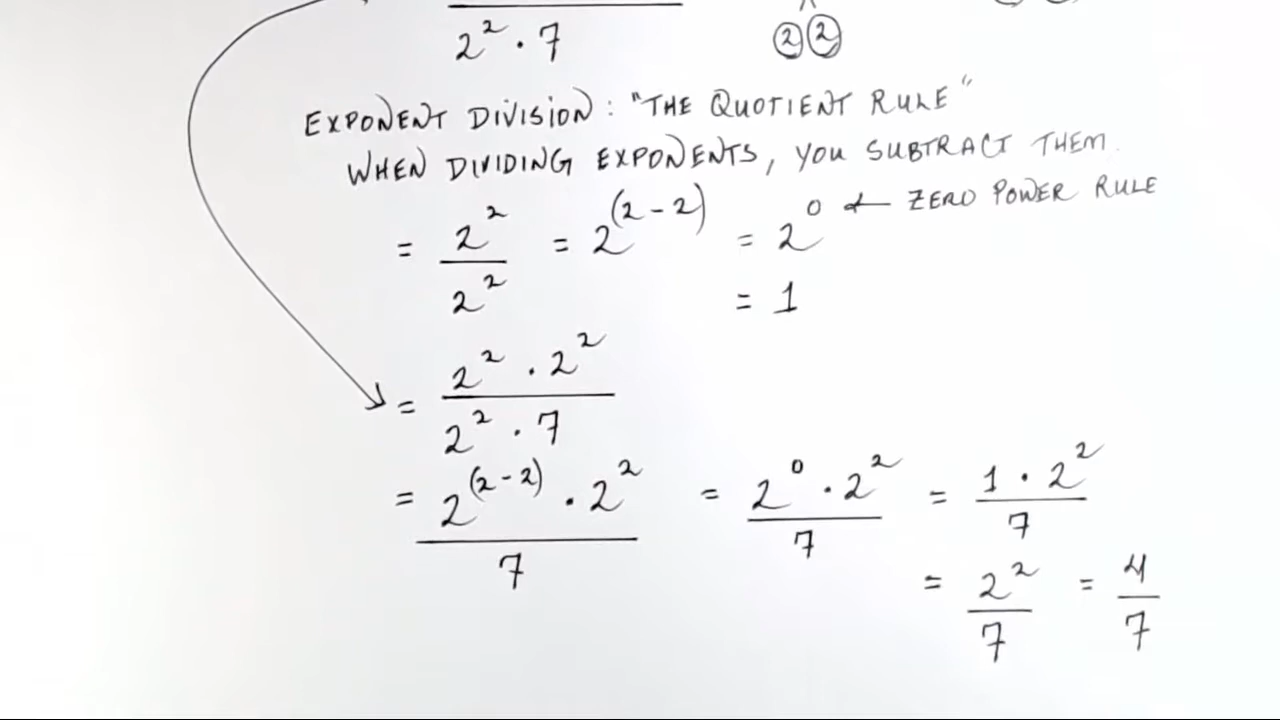 2² · 7
② ②
EXPONENT DIVISION : "THE QUOTIENT RULE"
WHEN DIVIDING EXPONENTS, YOU SUBTRACT THEM.
= 2²/2² = 2^(2-2) = 2⁰ ← ZERO POWER RULE
= 1
= 2² · 2² / 2² · 7
= 2^(2-2) · 2² / 7 = 2⁰ · 2² / 7 = 1 · 2² / 7
= 2²/7 = 4/7